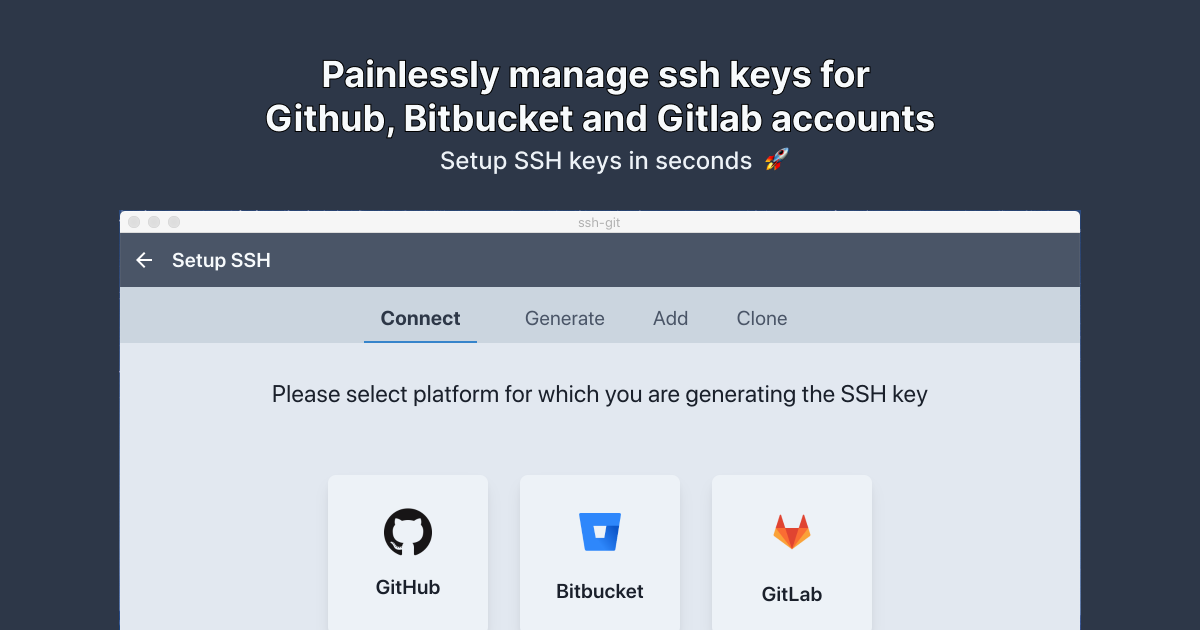 Painlessly manage ssh keys for
Github, Bitbucket and Gitlab accounts
Setup SSH keys in seconds 🚀
ssh-git
← Setup SSH
Connect Generate Add Clone
Please select platform for which you are generating the SSH key
GitHub Bitbucket GitLab